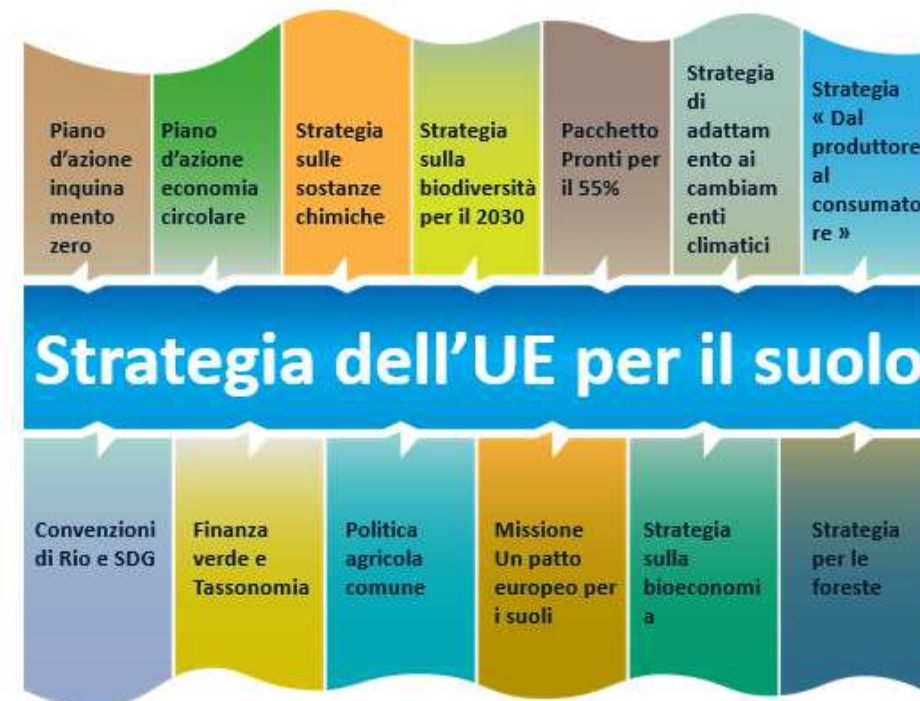 Piano
d'azione
inquina
mento
zero
Piano
d'azione
economia
circolare
Strategia
sulle
sostanze
chimiche
Strategia
sulla
biodiversità
per il 2030
Pacchetto
Pronti per
il 55%
Strategia
di
adattam
ento ai
cambiam
enti
climatici
Strategia
« Dal
produttore
al
consumato
re »
Strategia dell'UE per il suolo
Convenzioni
di Rio e SDG
Finanza
verde e
Tassonomia
Politica
agricola
comune
Missione
Un patto
europeo per
i suoli
Strategia
sulla
bioeconomi
a
Strategia
per le
foreste